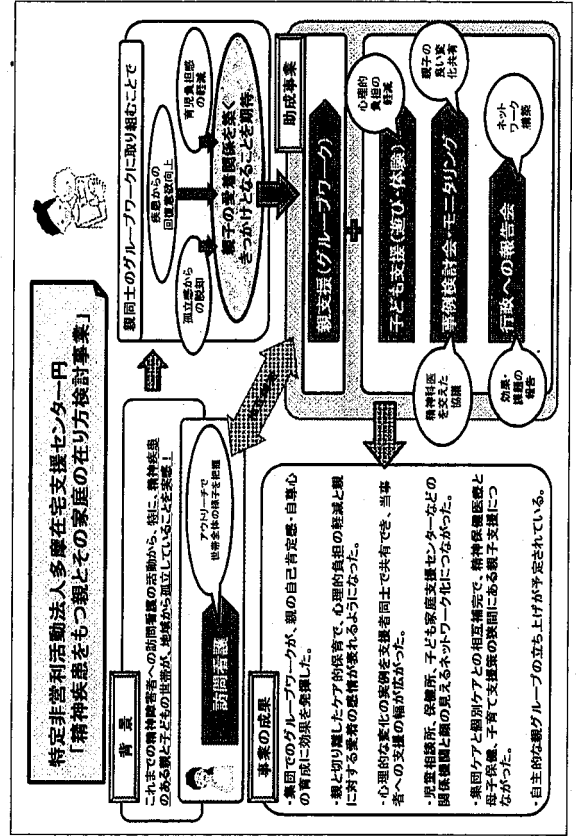 特定非営利活動法人多摩在宅支援センター円
「精神疾患をもつ親とその家庭の在り方検討事業」
背 景
これまでの精神障害者への訪問看護の活動から、特に、精神疾患
のある親と子どもの世帯が、地域から孤立していることを実感!
訪問看護
アウトリーチで
世帯全体の様子を把握
親同士のグループワークに取り組むことで
孤立感から
の脱却
疾患からの
回復意欲向上
育児負担感
の軽減
親子の愛着関係を築く
きっかけとなることを期待
助成事業
親支援(グループワーク)
子ども支援(遊び・体験)
心理的
負担の
軽減
事例検討会・モニタリング
精神科医
を交えた
協議
親子の
良い変
化共有
行政への報告会
効果・
課題の
報告
ネット
ワーク
構築
事業の成果
・集団でのグループワークが、親の自己肯定感・自尊心
の育成に効果を発揮した。
・親と切り離したケア的保育で、心理的負担の軽減と親
に対する愛着の感情が表れるようになった。
・心理的な変化の実例を支援者同士で共有でき、当事
者への支援の幅が広がった。
・児童相談所、保健所、子ども家庭支援センターなどの
関係機関と顔の見えるネットワーク化につながった。
・集団ケアと個別ケアとの相互補完で、精神保健医療と
母子保健、子育て支援策の狭間にある親子支援につ
ながった。
・自主的な親グループの立ち上げが予定されている。